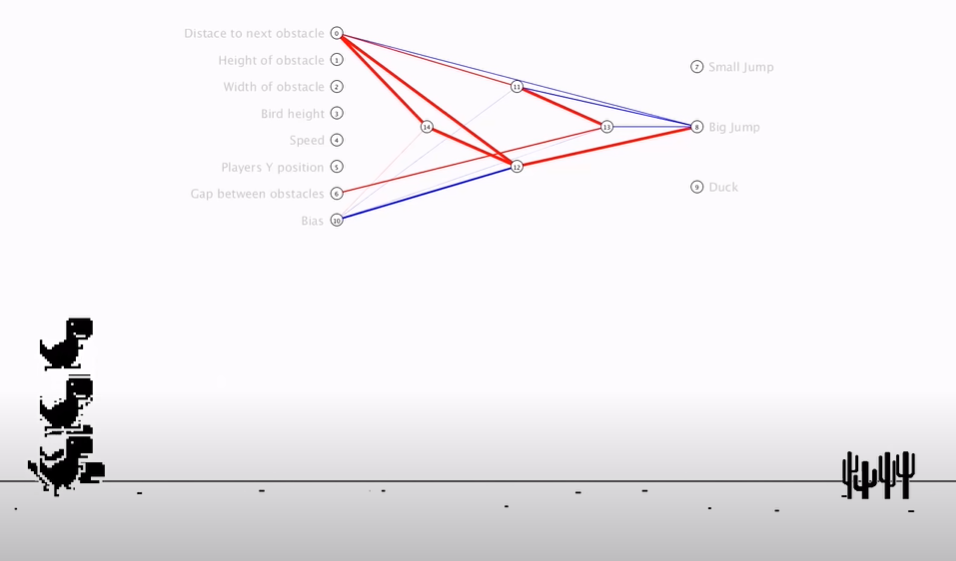 Distace to next obstacle 0
Height of obstacle 1
Width of obstacle 2
Bird height 3
Speed 4
Players Y position 5
Gap between obstacles 6
Bias 10
14
11
12
13
7 Small Jump
8 Big Jump
9 Duck